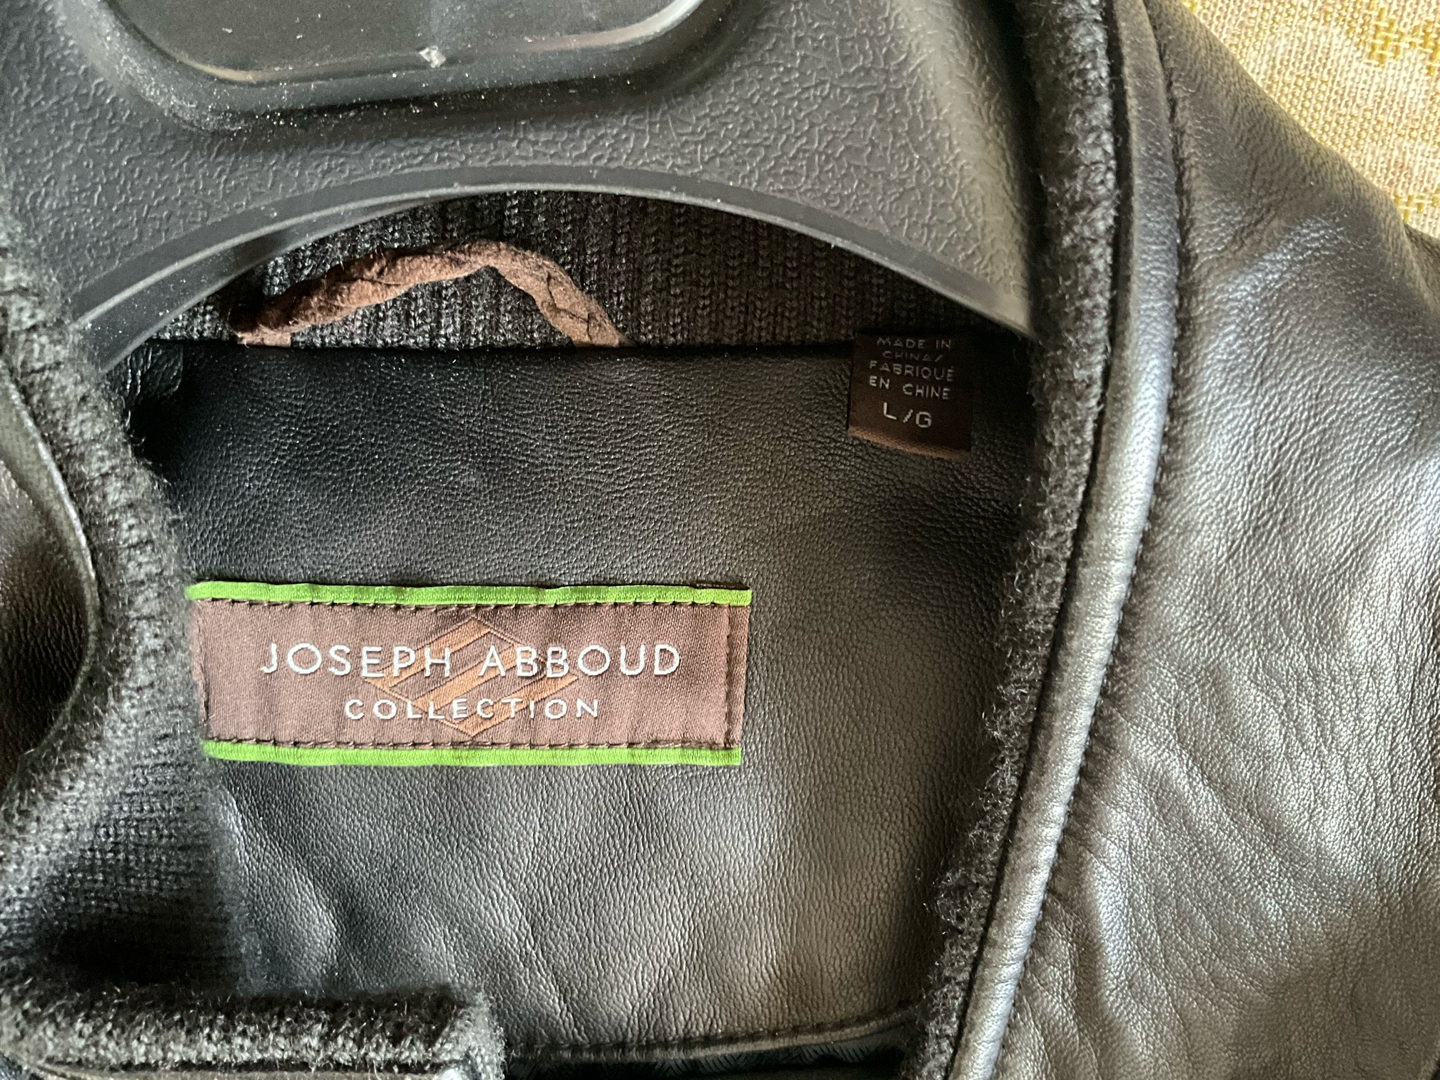 MADE IN
CHINA/
FABRIQUÉ
EN CHINE
L/G
JOSEPH ABBOUD
COLLECTION